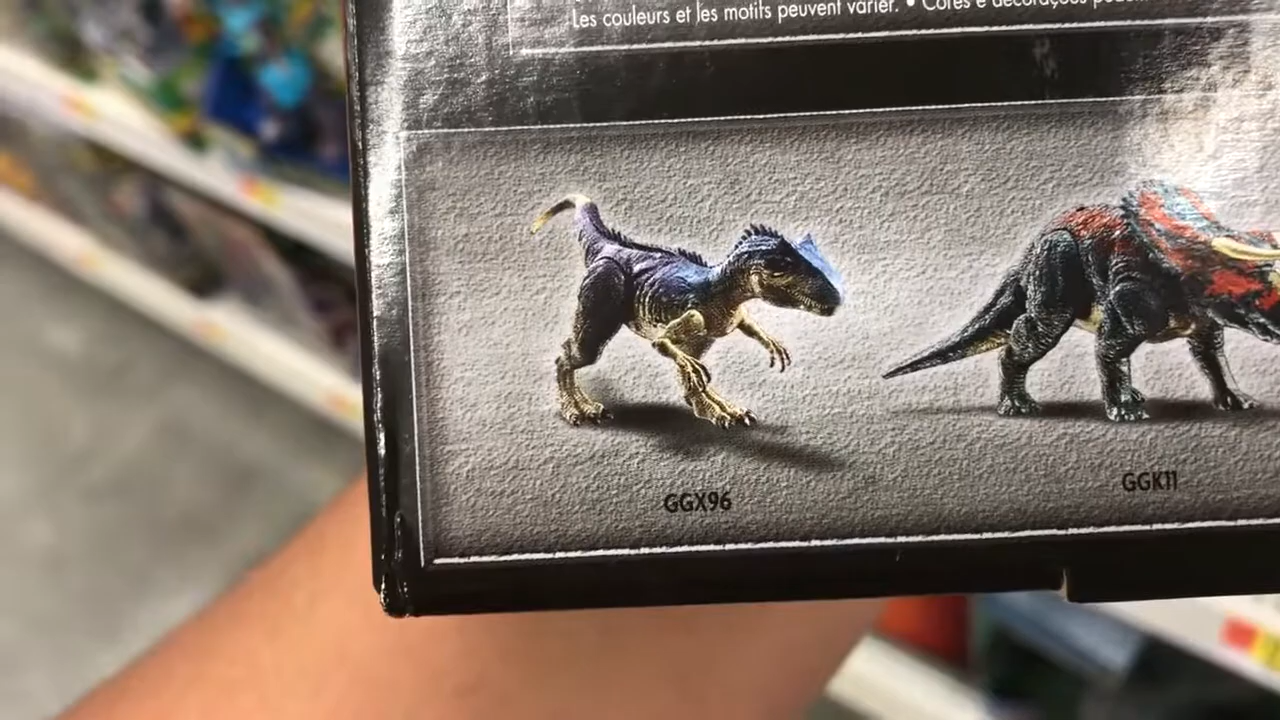 Les couleurs et les motifs peuvent varier. • Cores e decorações
GGX96
GGK11